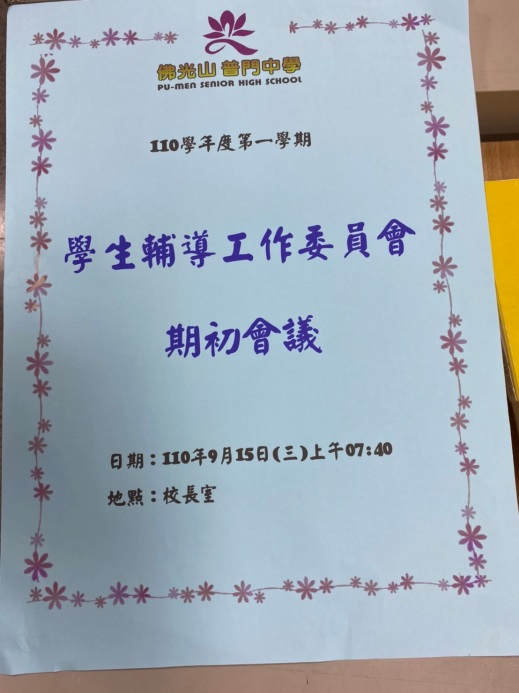 佛光山 普門中學
PU-MEN SENIOR HIGH SCHOOL
110學年度第一學期
學生輔導工作委員會
期初會議
日期：110年9月15日(三)上午07:40
地點：校長室